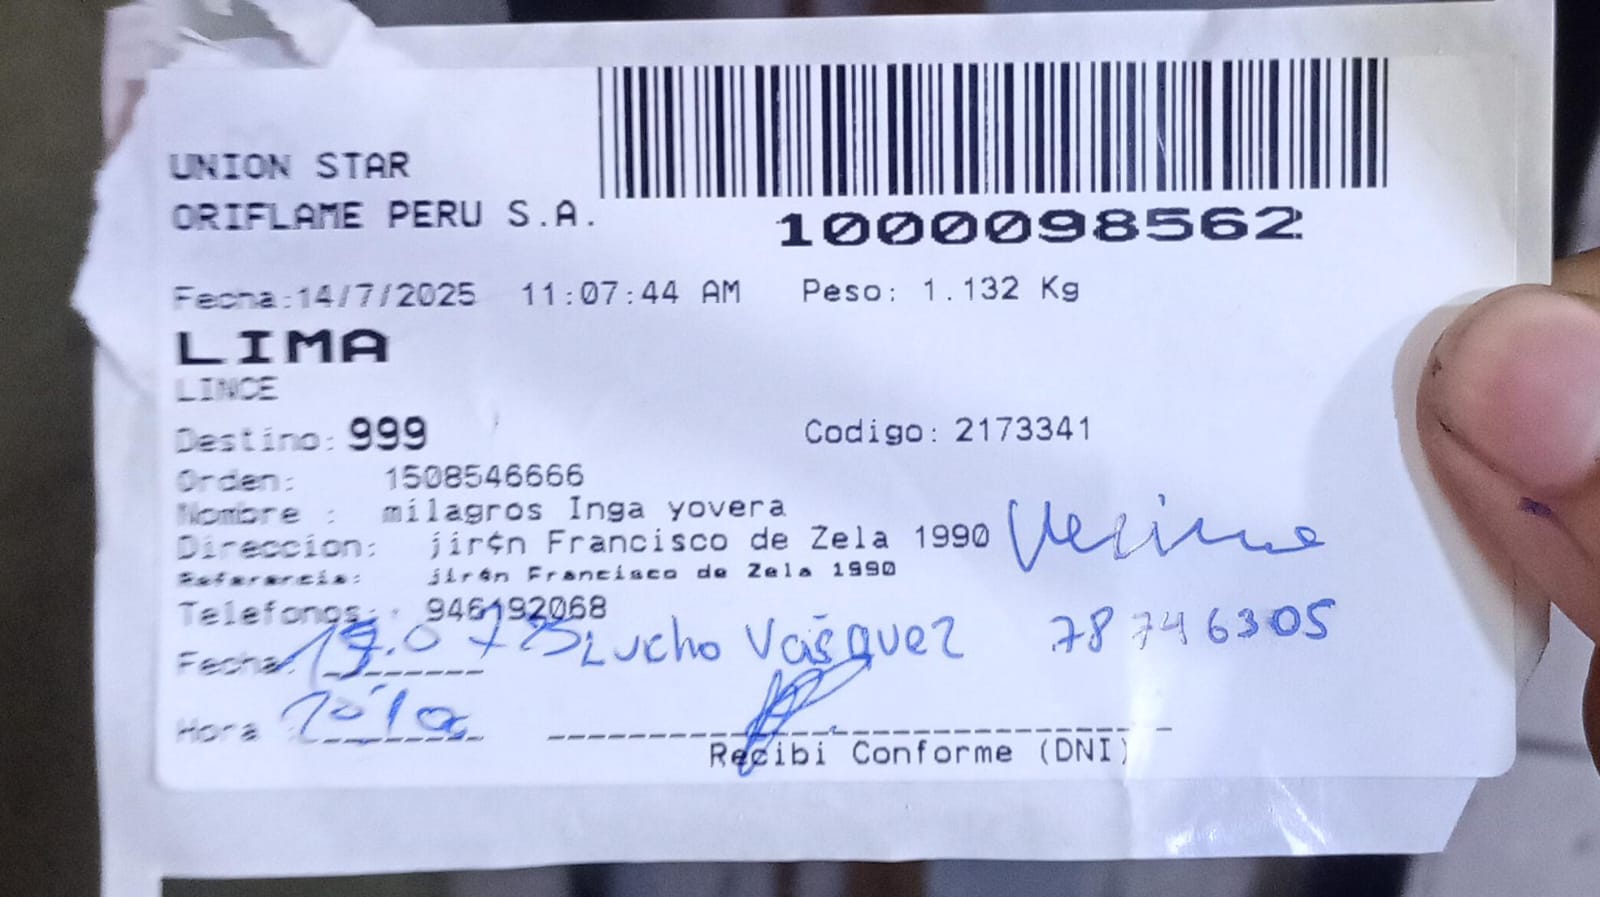 UNION STAR
ORIFLAME PERU S.A.
1000098562
Fecha:14/7/2025 11:07:44 AM Peso: 1.132 Kg
LIMA
LINCE
Destino: 999 Codigo: 2173341
Orden: 1508546666
Nombre : milagros Inga yovera
Direccion: jir¢n Francisco de Zela 1990
Referencia: jir¢n Francisco de Zela 1990
Telefonos: 946192068
Lucho Vásquez 78746305
Fecha:
Hora :
Recibi Conforme (DNI)